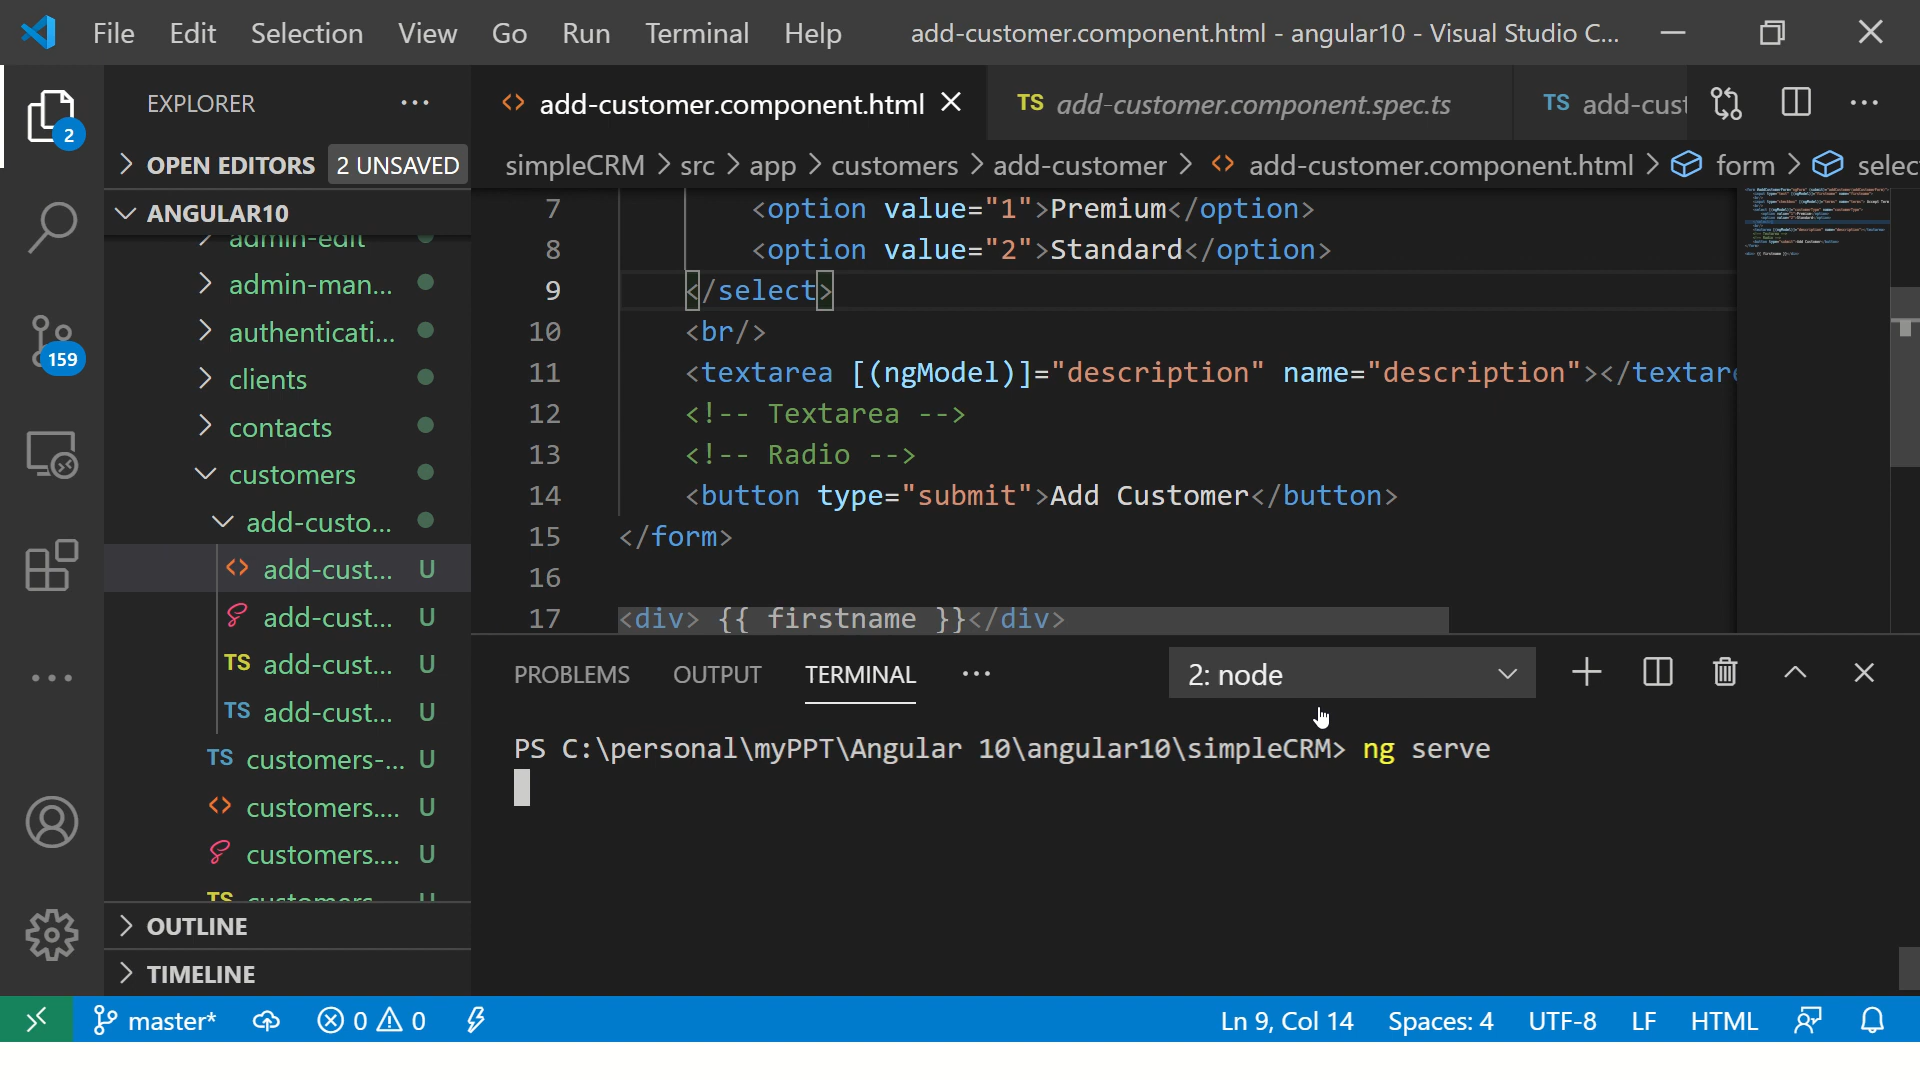 File Edit Selection View Go Run Terminal Help add-customer.component.html - angular10 - Visual Studio C...
EXPLORER
add-customer.component.html
TS add-customer.component.spec.ts
TS add-cust
2
OPEN EDITORS 2 UNSAVED
simpleCRM > src > app > customers > add-customer > add-customer.component.html > form > selec
ANGULAR10
admin-edit
admin-man...
authenticati...
clients
contacts
customers
add-custo...
add-cust... U
add-cust... U
TS add-cust... U
TS add-cust... U
TS customers-... U
customers.... U
customers.... U
TS customers.... U
159
OUTLINE
TIMELINE
7 <option value="1">Premium</option>
8 <option value="2">Standard</option>
9 </select>
10 <br/>
11 <textarea [(ngModel)]="description" name="description"></textare
12 <!-- Textarea -->
13 <!-- Radio -->
14 <button type="submit">Add Customer</button>
15 </form>
16
17 <div> {{ firstname }}</div>
PROBLEMS OUTPUT TERMINAL 2: node
PS C:\personal\myPPT\Angular 10\angular10\simpleCRM> ng serve
master* 0 0 Ln 9, Col 14 Spaces: 4 UTF-8 LF HTML